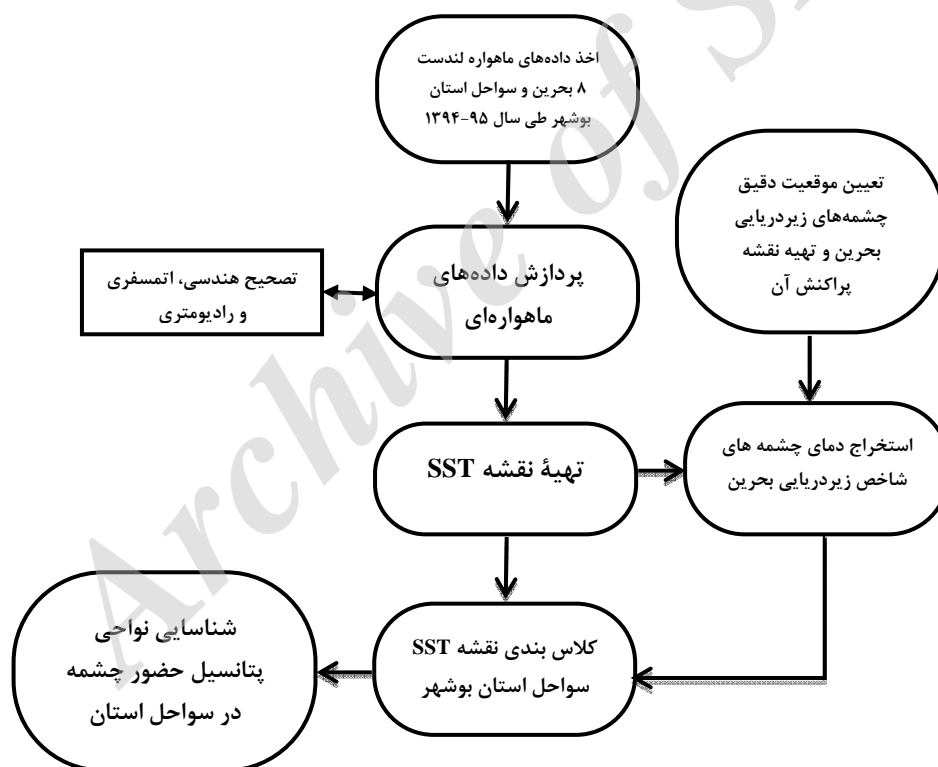 اخذ داده‌های ماهواره لندست
۸ بحرین و سواحل استان
بوشهر طی سال ۹۵-۱۳۹۴
تعیین موقعیت دقیق
چشمه‌های زیردریایی
بحرین و تهیه نقشه
پراکنش آن
پردازش داده‌های
ماهواره‌ای
تصحیح هندسی، اتمسفری
و رادیومتری
تهیۀ نقشه SST
استخراج دمای چشمه های
شاخص زیردریایی بحرین
کلاس بندی نقشه SST
سواحل استان بوشهر
شناسایی نواحی
پتانسیل حضور چشمه
در سواحل استان
Archive of S